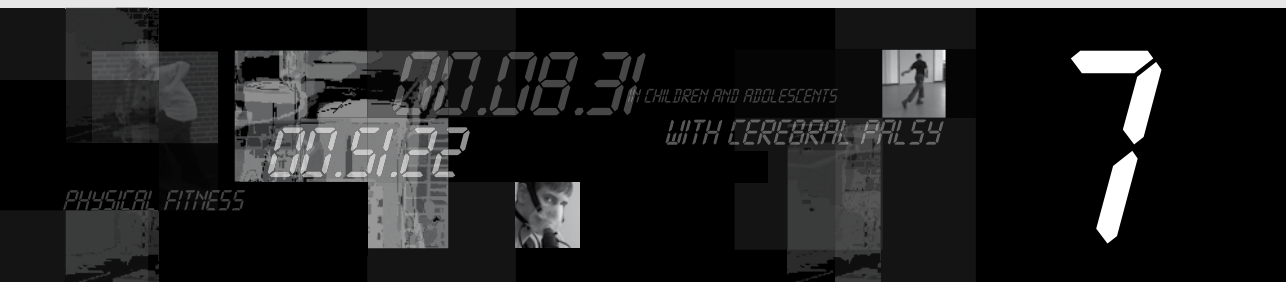 00.08.31
IN CHILDREN AND ADOLESCENTS
WITH CEREBRAL PALSY
00.51.22
PHYSICAL FITNESS
7